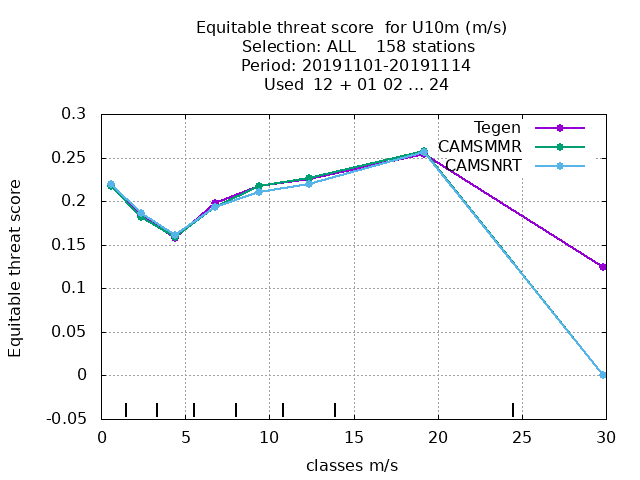 Equitable threat score for U10m (m/s)
Selection: ALL 158 stations
Period: 20191101-20191114
Used 12 + 01 02 ... 24
Tegen
CAMSMMR
CAMSNRT
Equitable threat score
0.3
0.25
0.2
0.15
0.1
0.05
0
-0.05
0 5 10 15 20 25 30
classes m/s